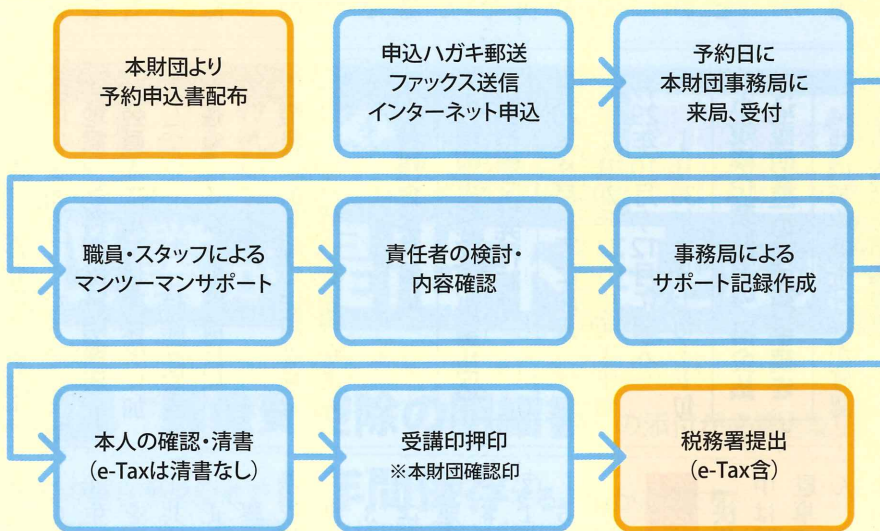 本財団より
予約申込書配布
申込ハガキ郵送
ファックス送信
インターネット申込
予約日に
本財団事務局に
来局、受付
職員・スタッフによる
マンツーマンサポート
責任者の検討・
内容確認
事務局による
サポート記録作成
本人の確認・清書
(e-Taxは清書なし)
受講印押印
※本財団確認印
税務署提出
(e-Tax含)